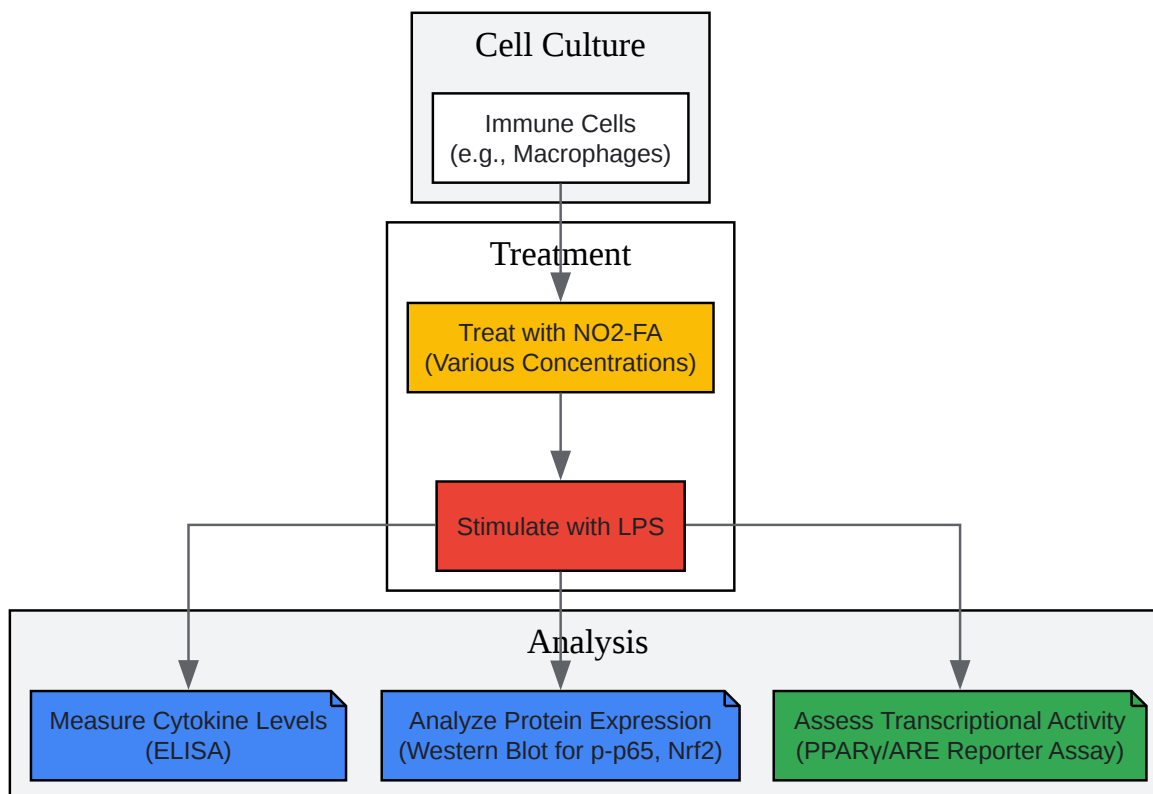 Cell Culture
Immune Cells
(e.g., Macrophages)
Treatment
Treat with NO2-FA
(Various Concentrations)
Stimulate with LPS
Analysis
Measure Cytokine Levels
(ELISA)
Analyze Protein Expression
(Western Blot for p-p65, Nrf2)
Assess Transcriptional Activity
(PPARγ/ARE Reporter Assay)